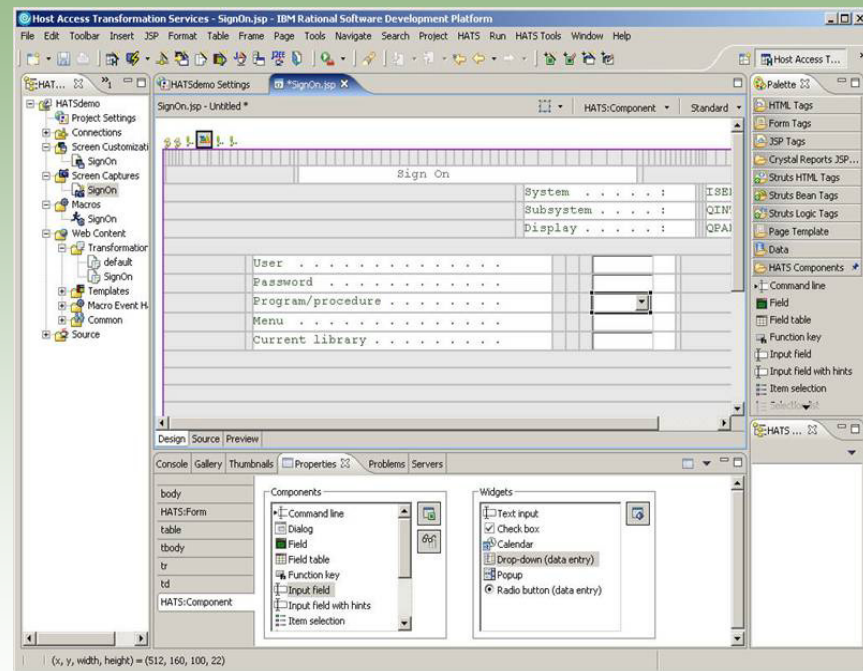 Host Access Transformation Services - SignOn.jsp - IBM Rational Software Development Platform
File Edit Toolbar Insert JSP Format Table Frame Page Tools Navigate Search Project HATS Run HATS Tools Window Help
Host Access T...
HAT...
HATSdemo
Project Settings
Connections
Screen Customizati
SignOn
Screen Captures
SignOn
Macros
SignOn
Web Content
Transformation
default
SignOn
Templates
Macro Event H
Common
Source
HATSdemo Settings
*SignOn.jsp
SignOn.jsp - Untitled *
HATS:Component
Standard
Sign On
System . . . . . :
Subsystem . . . . :
QINT
Display . . . . . :
User . . . . . . . . . . . . . .
Password . . . . . . . . . . . .
Program/procedure . . . . . . . .
Menu . . . . . . . . . . . . . .
Current library . . . . . . . . .
Design Source Preview
Console Gallery Thumbnails Properties Problems Servers
body
HATS:Form
table
tbody
tr
td
HATS:Component
Components
Command line
Dialog
Field
Field table
Function key
Input field
Input field with hints
Item selection
Widgets
Text input
Check box
Calendar
Drop-down (data entry)
Popup
Radio button (data entry)
Palette
HTML Tags
Form Tags
JSP Tags
Crystal Reports JSP...
Struts HTML Tags
Struts Bean Tags
Struts Logic Tags
Page Template
Data
HATS Components
Command line
Field
Field table
Function key
Input field
Input field with hints
Item selection
HATS ...
(x, y, width, height) = (512, 160, 100, 22)